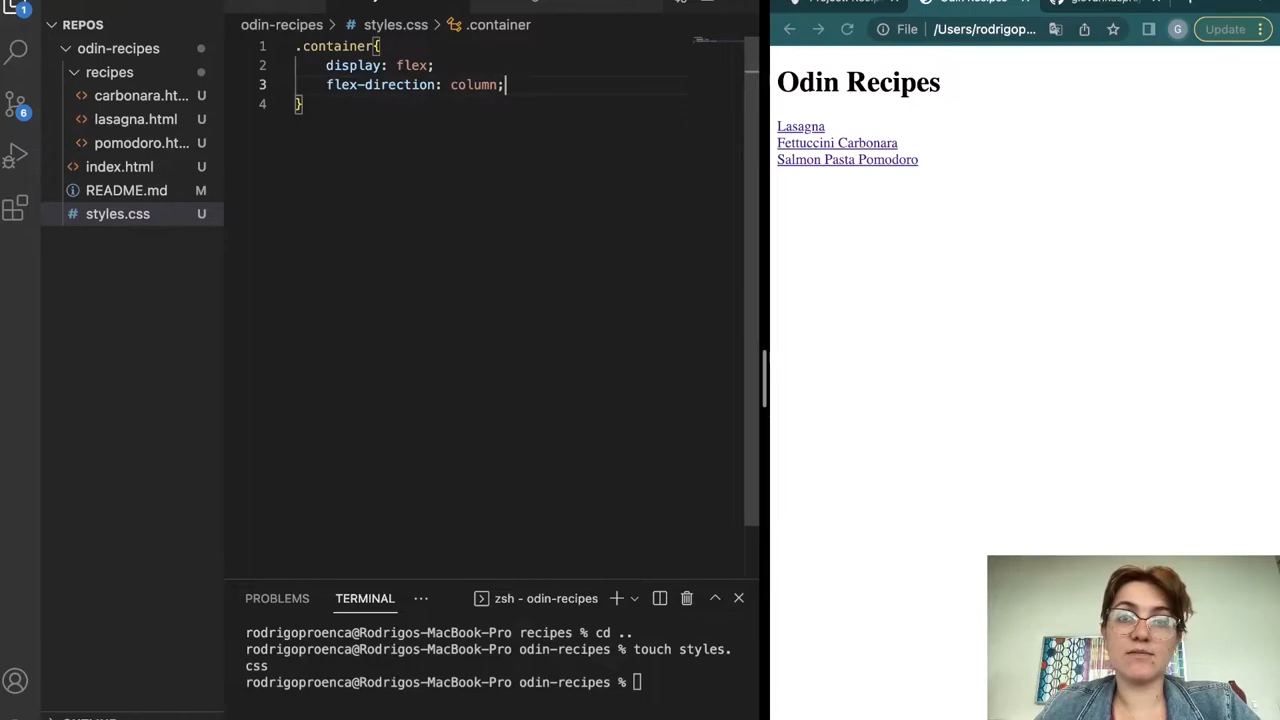 odin-recipes > # styles.css > .container
1
REPOS
odin-recipes
recipes
carbonara.ht... U
lasagna.html U
pomodoro.ht... U
index.html U
README.md M
# styles.css U
6
1 .container{
2 display: flex;
3 flex-direction: column;
4 }
PROBLEMS TERMINAL ... zsh - odin-recipes
rodrigoproenca@Rodrigos-MacBook-Pro recipes % cd ..
rodrigoproenca@Rodrigos-MacBook-Pro odin-recipes % touch styles.
css
rodrigoproenca@Rodrigos-MacBook-Pro odin-recipes %
File /Users/rodrigop... G Update
Odin Recipes
Lasagna
Fettuccini Carbonara
Salmon Pasta Pomodoro